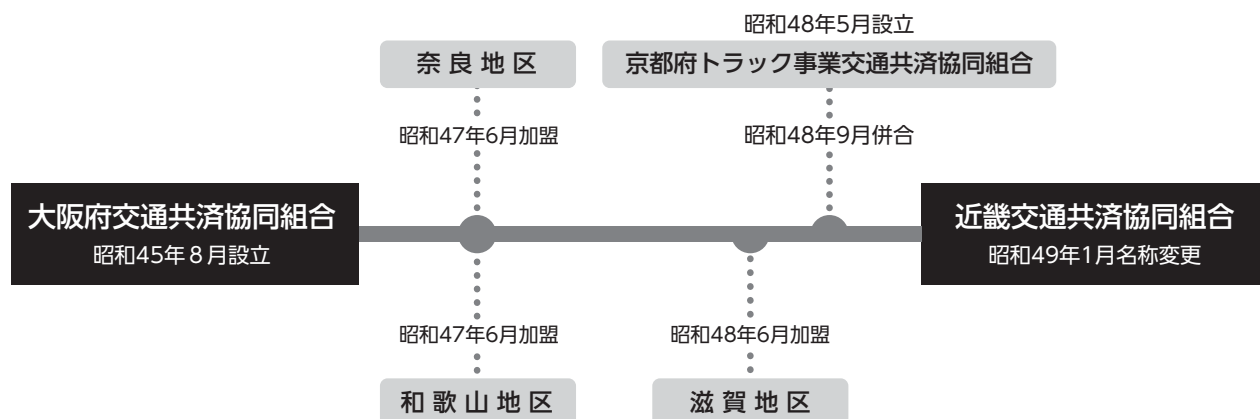 昭和48年5月設立
奈良地区
京都府トラック事業交通共済協同組合
昭和47年6月加盟
昭和48年9月併合
大阪府交通共済協同組合
昭和45年８月設立
近畿交通共済協同組合
昭和49年1月名称変更
昭和47年6月加盟
昭和48年6月加盟
和歌山地区
滋賀地区